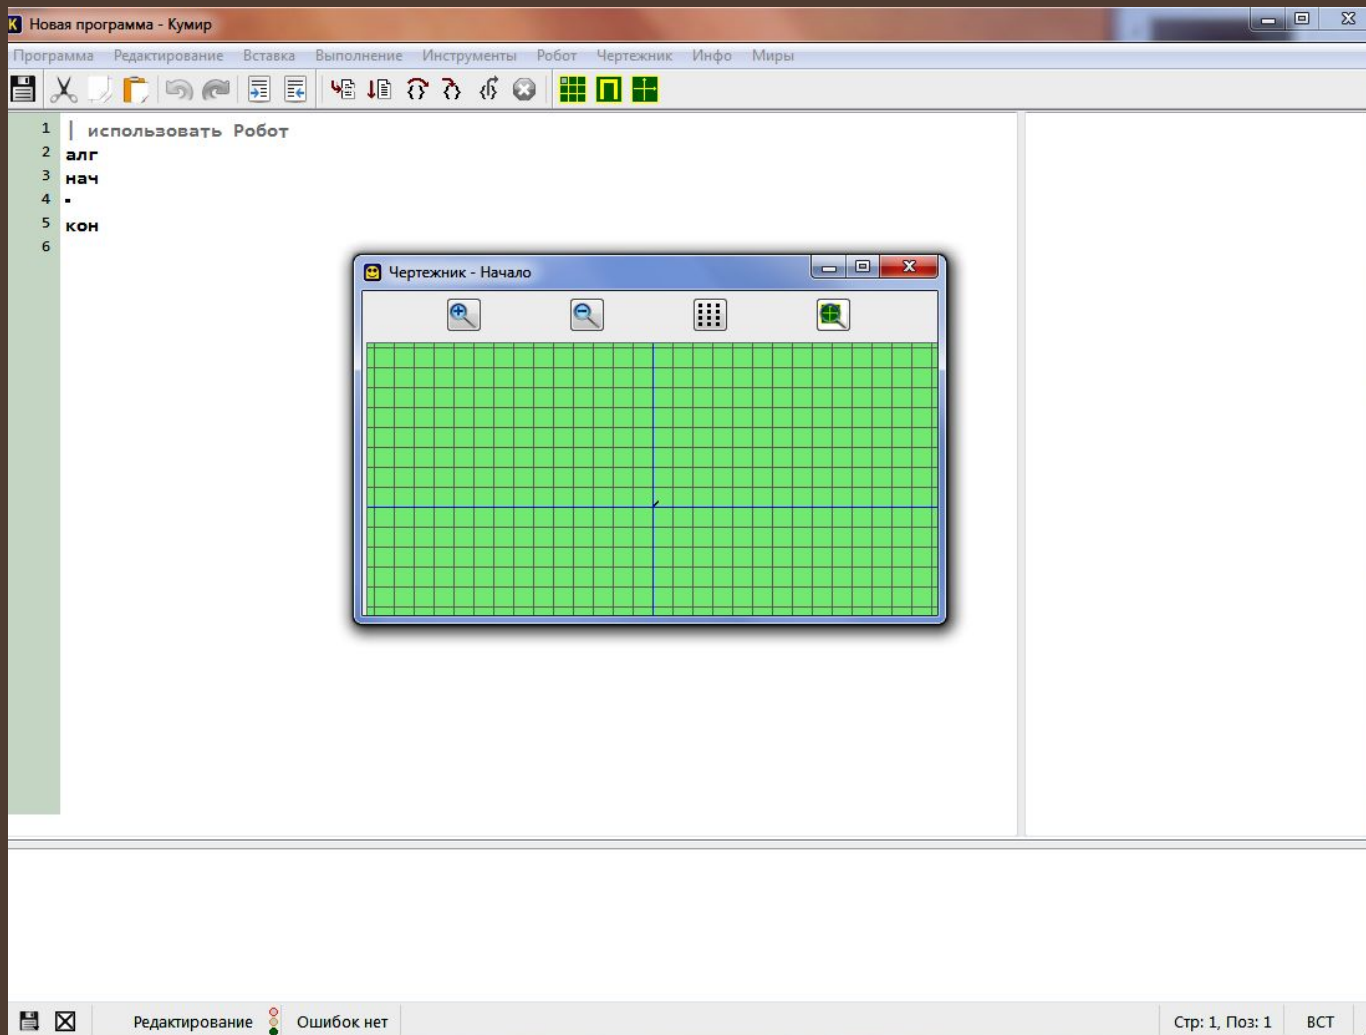 Новая программа - Кумир
Программа Редактирование Вставка Выполнение Инструменты Робот Чертежник Инфо Миры
1 | использовать Робот
2 алг
3 нач
4
5 кон
6
Чертежник - Начало
Редактирование Ошибок нет Стр: 1, Поз: 1 ВСТ